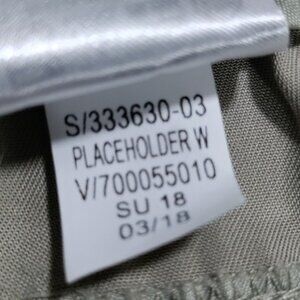 S/333630-03
PLACEHOLDER W
V/700055010
SU 18
03/18